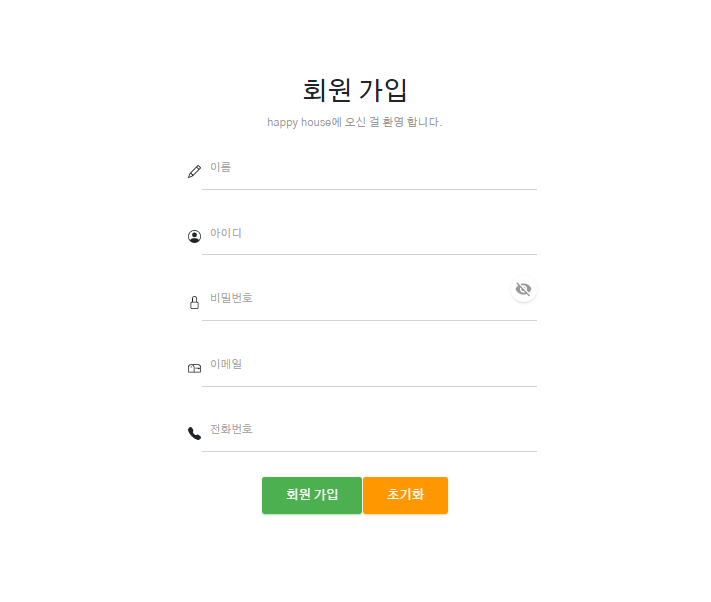 회원 가입
happy house에 오신 걸 환영 합니다.
이름
아이디
비밀번호
이메일
전화번호
회원 가입 초기화